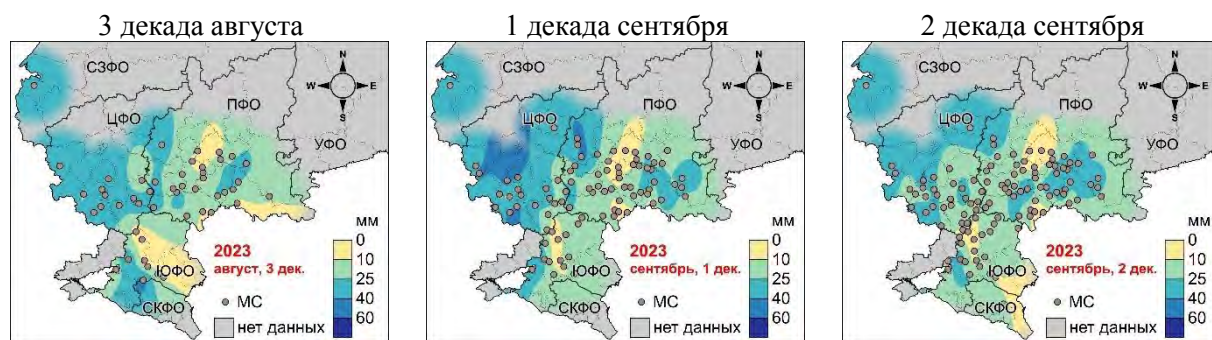 3 декада августа
СЗФО
N
W
E
S
ЦФО
ПФО
УФО
мм
0
10
25
40
60
2023
август, 3 дек.
ЮФО
СКФО
МС
нет данных
1 декада сентября
СЗФО
N
W
E
S
ЦФО
ПФО
УФО
мм
0
10
25
40
60
2023
сентябрь, 1 дек.
ЮФО
СКФО
МС
нет данных
2 декада сентября
СЗФО
N
W
E
S
ЦФО
ПФО
УФО
мм
0
10
25
40
60
2023
сентябрь, 2 дек.
ЮФО
СКФО
МС
нет данных